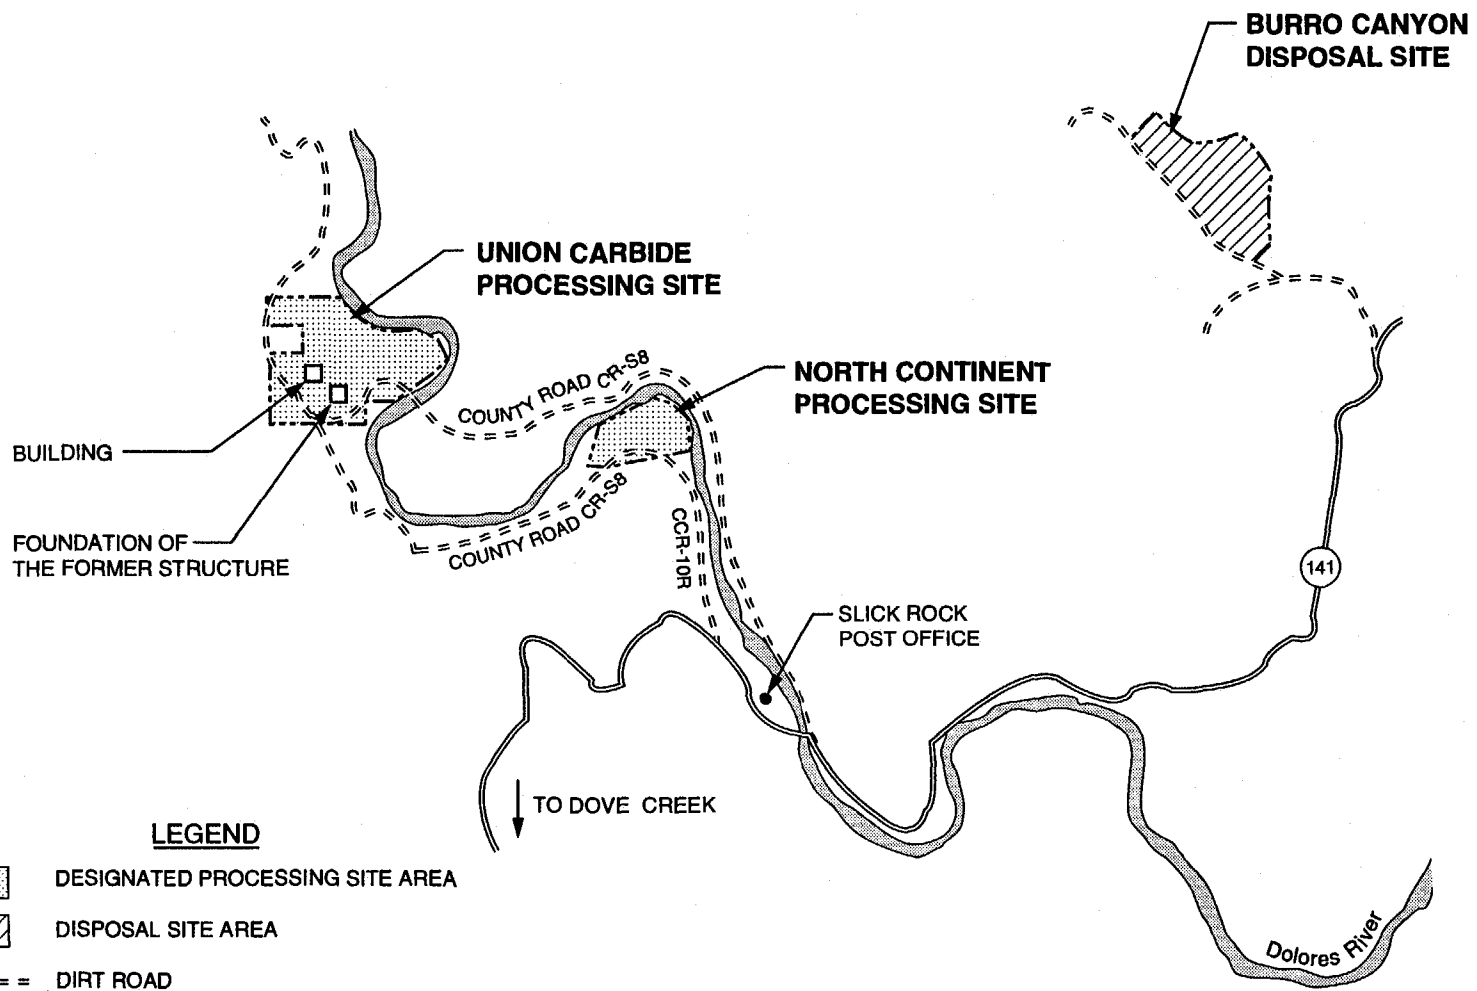 BURRO CANYON
DISPOSAL SITE
UNION CARBIDE
PROCESSING SITE
COUNTY ROAD CR-S8
NORTH CONTINENT
PROCESSING SITE
BUILDING
COUNTY ROAD CR-S8
CCR-10R
FOUNDATION OF
THE FORMER STRUCTURE
141
SLICK ROCK
POST OFFICE
TO DOVE CREEK
LEGEND
DESIGNATED PROCESSING SITE AREA
DISPOSAL SITE AREA
DIRT ROAD
Dolores River